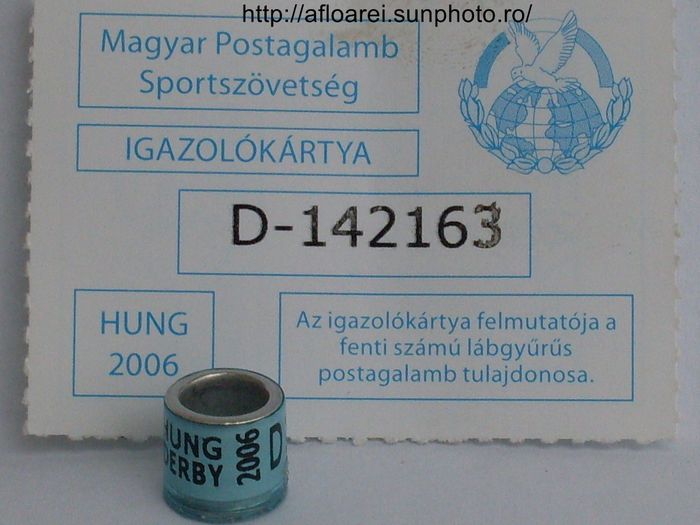 http://afloarei.sunphoto.ro/
Magyar Postagalamb
Sportszövetség
IGAZOLÓKÁRTYA
D-142163
HUNG
2006
Az igazolókártya felmutatója a
fenti számú lábgyűrűs
postagalamb tulajdonosa.
HUNG
DERBY
2006
D